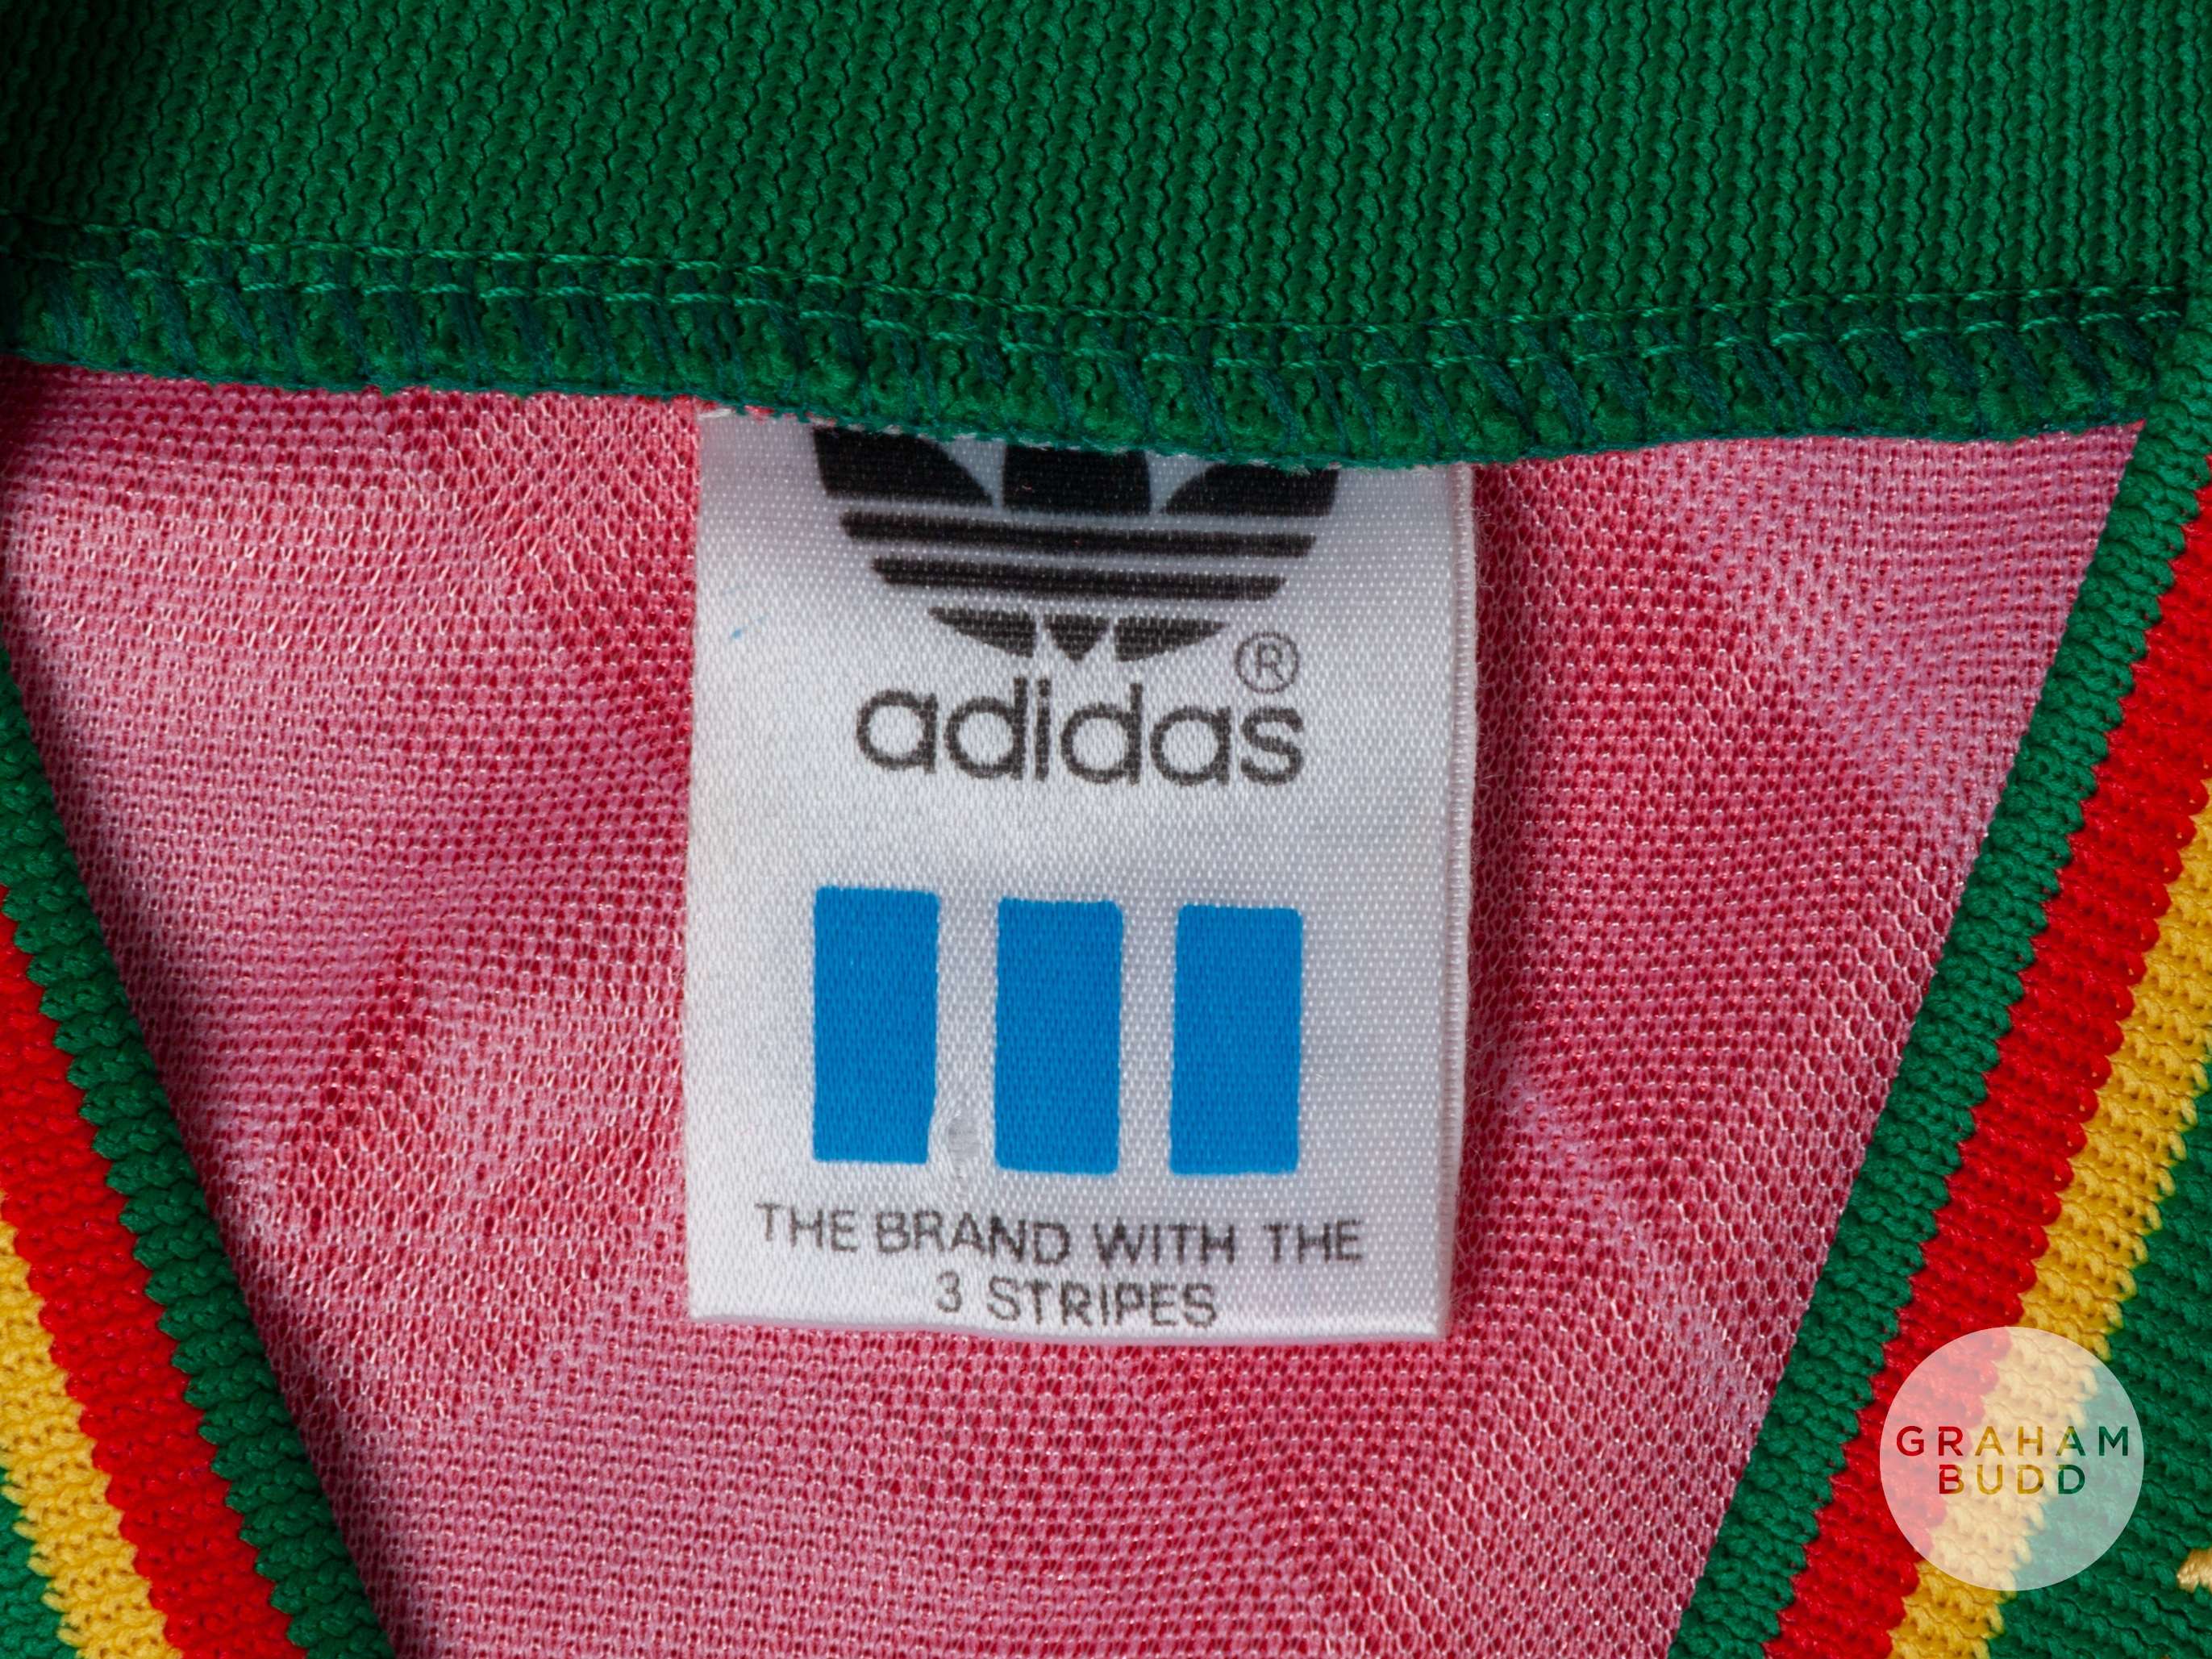 ®
adidas
THE BRAND WITH THE
3 STRIPES
GRAHAM
BUDD